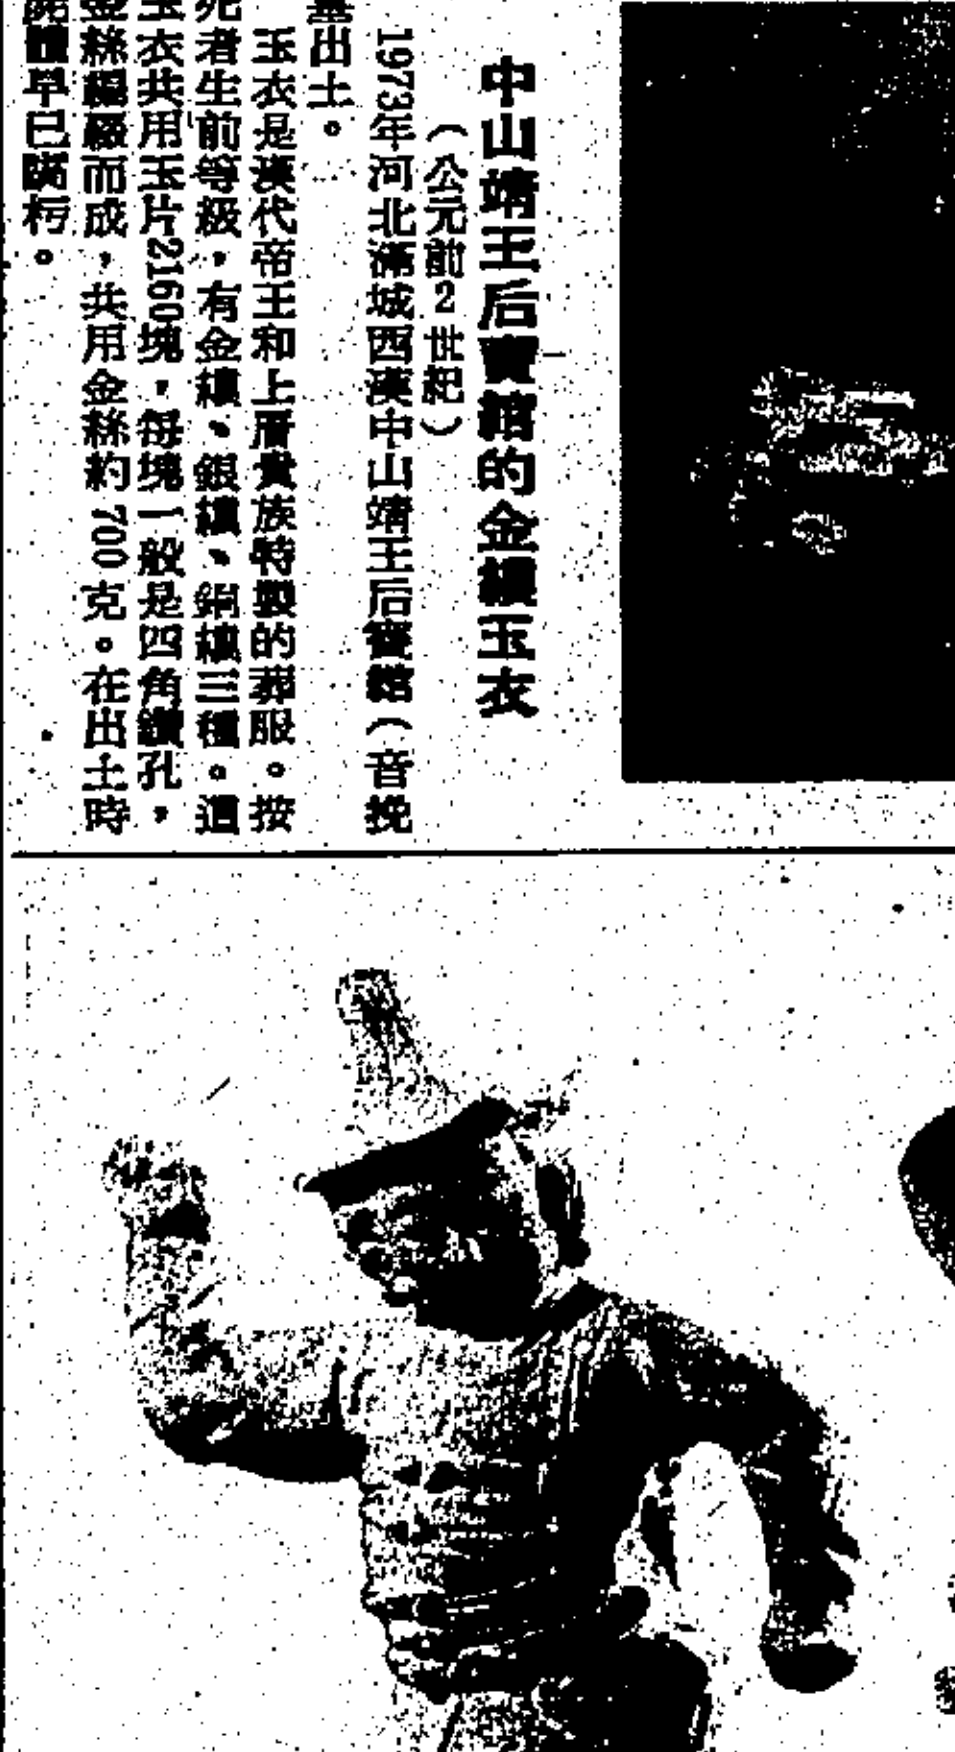 中山靖王后竇綰的金縷玉衣
（公元前2世紀）
1973年河北滿城西漢中山靖王后竇綰（音挽
墓出土。
玉衣是漢代帝王和上層貴族特製的葬服。按
死者生前等級，有金縷、銀縷、銅縷三種。這
玉衣共用玉片2160塊，每塊一般是四角鑽孔，
金絲編綴而成，共用金絲約700克。在出土時
屍體早已腐朽。